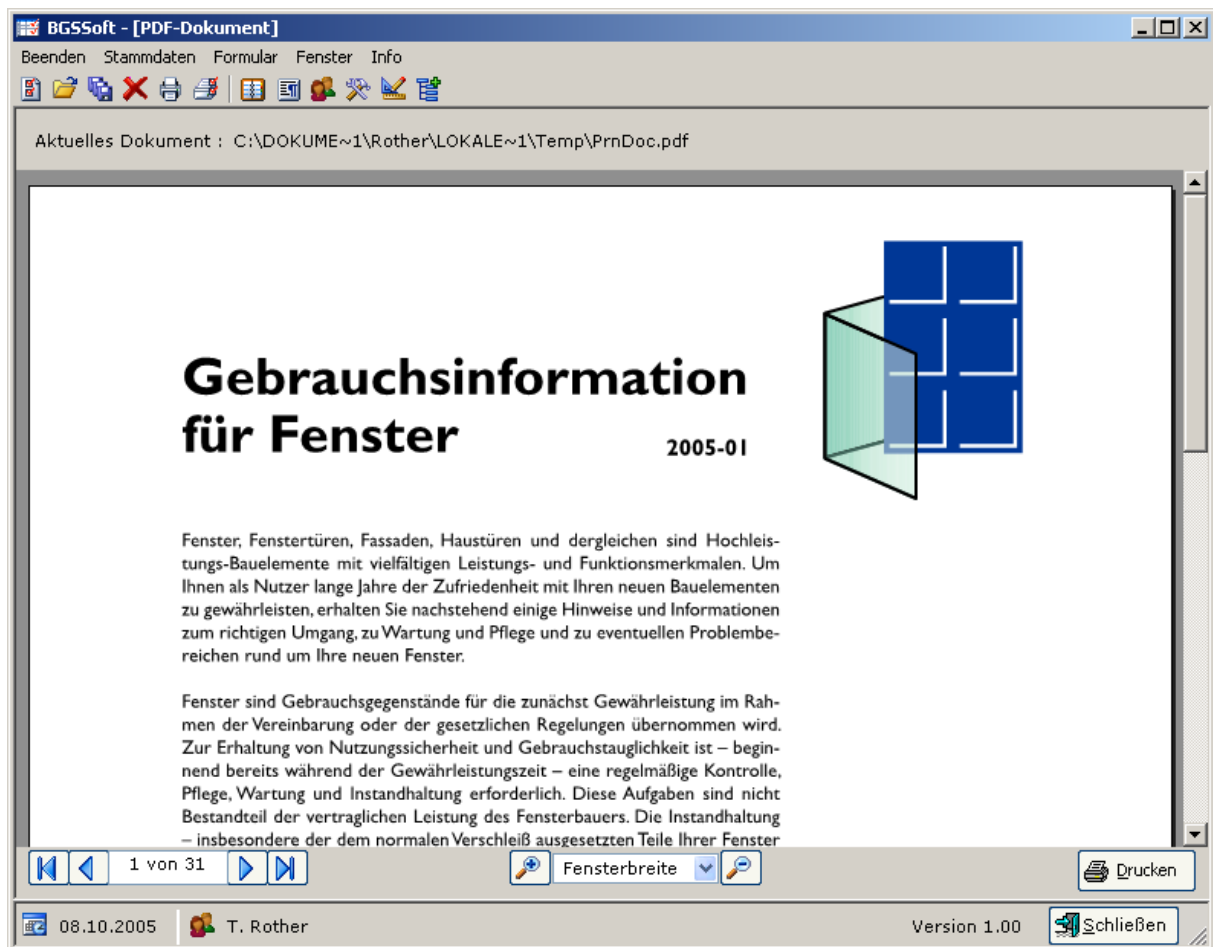 BGSSoft - [PDF-Dokument]
Beenden Stammdaten Formular Fenster Info
Aktuelles Dokument : C:\DOKUME~1\Rother\LOKALE~1\Temp\PrnDoc.pdf
Gebrauchsinformation
für Fenster 2005-01
Fenster, Fenstertüren, Fassaden, Haustüren und dergleichen sind Hochleis-
tungs-Bauelemente mit vielfältigen Leistungs- und Funktionsmerkmalen. Um
Ihnen als Nutzer lange Jahre der Zufriedenheit mit Ihren neuen Bauelementen
zu gewährleisten, erhalten Sie nachstehend einige Hinweise und Informationen
zum richtigen Umgang, zu Wartung und Pflege und zu eventuellen Problembe-
reichen rund um Ihre neuen Fenster.
Fenster sind Gebrauchsgegenstände für die zunächst Gewährleistung im Rah-
men der Vereinbarung oder der gesetzlichen Regelungen übernommen wird.
Zur Erhaltung von Nutzungssicherheit und Gebrauchstauglichkeit ist – begin-
nend bereits während der Gewährleistungszeit – eine regelmäßige Kontrolle,
Pflege, Wartung und Instandhaltung erforderlich. Diese Aufgaben sind nicht
Bestandteil der vertraglichen Leistung des Fensterbauers. Die Instandhaltung
– insbesondere der dem normalen Verschleiß ausgesetzten Teile Ihrer Fenster
1 von 31 Fensterbreite Drucken
08.10.2005 T. Rother Version 1.00 Schließen